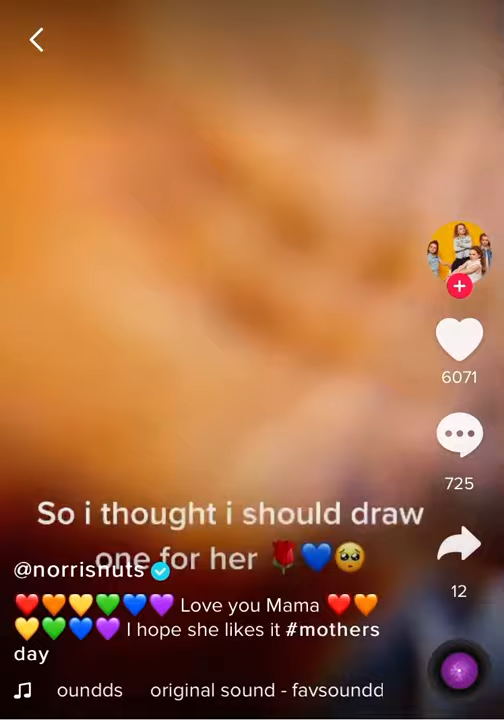 6071
725
12
So i thought i should draw
one for her 🌹💙🥺
@norrisnuts
❤️🧡💛💚💙💜 Love you Mama ❤️🧡
💛💚💙💜 I hope she likes it #mothers
day
oundds original sound - favsoundd